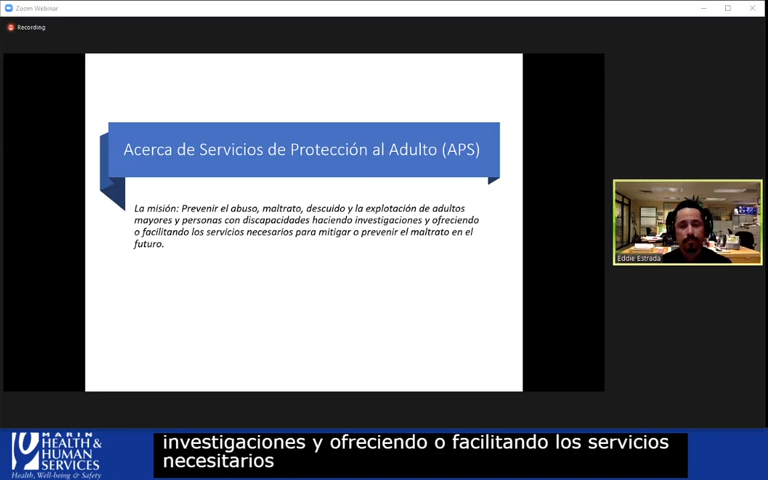 Zoom Webinar
Recording
Acerca de Servicios de Protección al Adulto (APS)
La misión: Prevenir el abuso, maltrato, descuido y la explotación de adultos
mayores y personas con discapacidades haciendo investigaciones y ofreciendo
o facilitando los servicios necesarios para mitigar o prevenir el maltrato en el
futuro.
Eddie Estrada
MARIN
HEALTH &
HUMAN
SERVICES
Health, Well-being & Safety
investigaciones y ofreciendo o facilitando los servicios
necesitarios